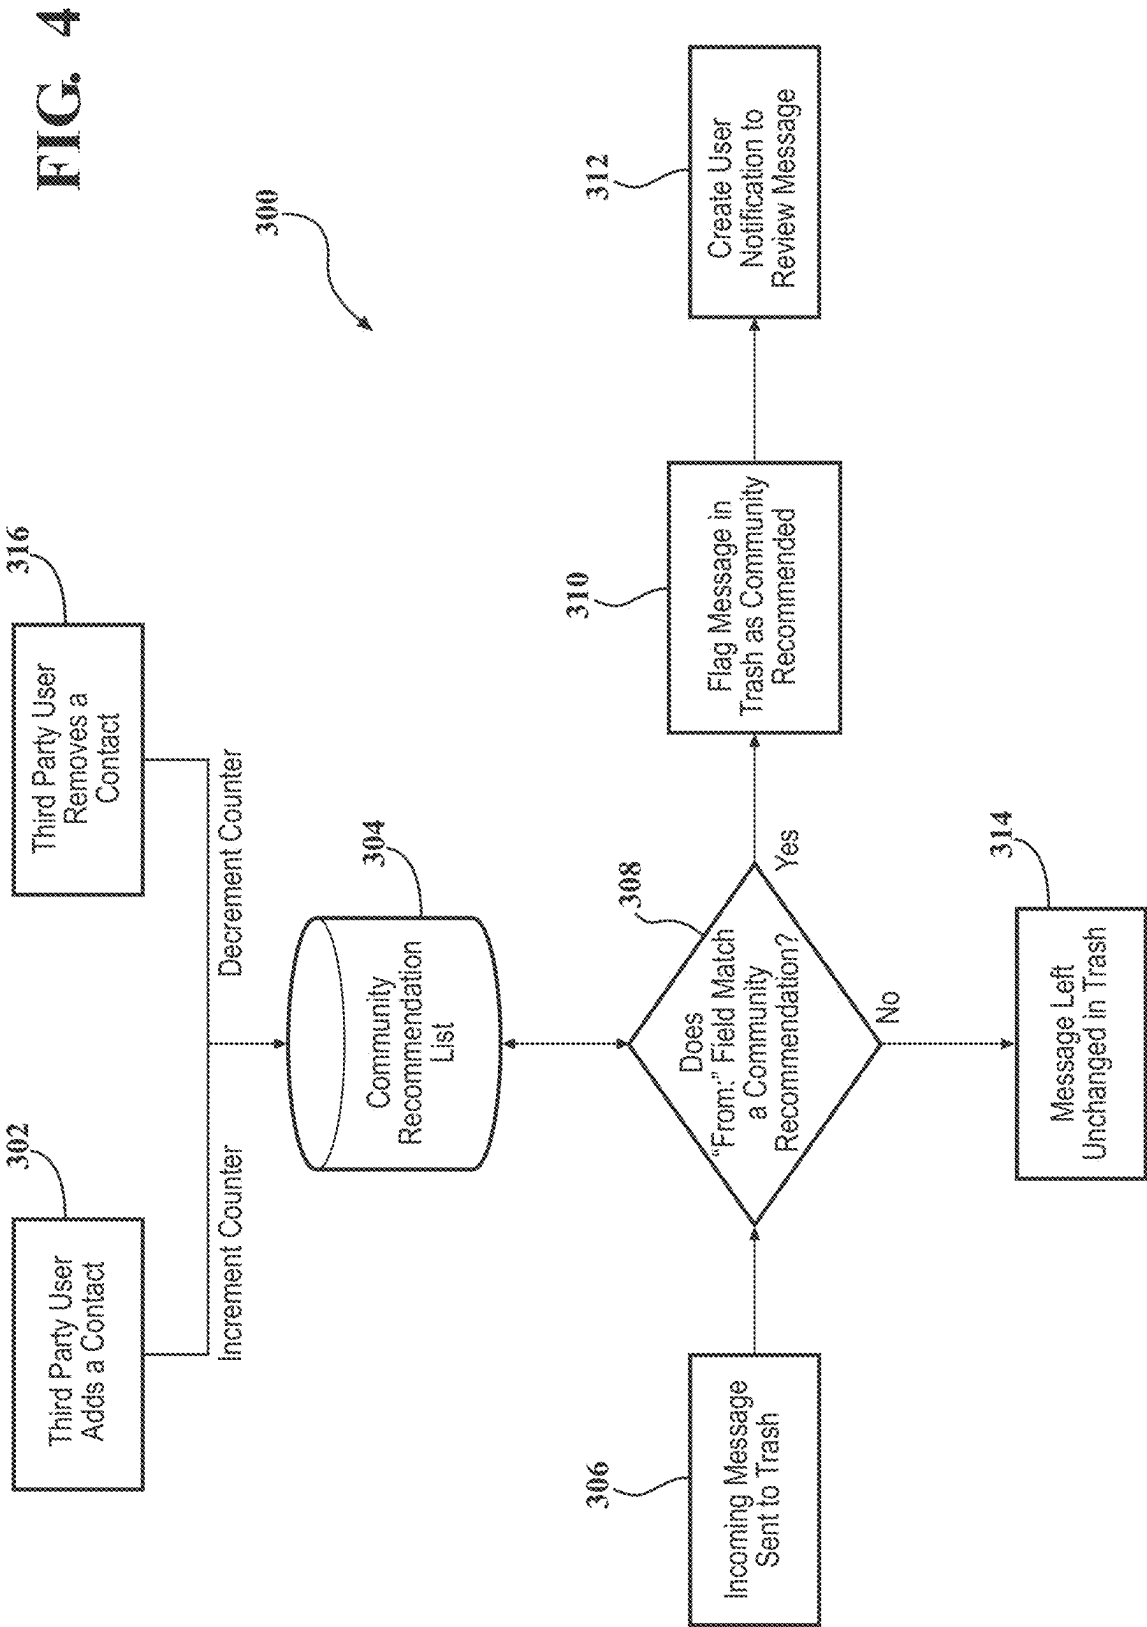 FIG. 4
300
302
Third Party User
Adds a Contact
316
Third Party User
Removes a
Contact
Increment Counter
Decrement Counter
304
Community
Recommendation
List
306
Incoming Message
Sent to Trash
308
Does
“From:” Field Match
a Community
Recommendation?
Yes
No
310
Flag Message in
Trash as Community
Recommended
312
Create User
Notification to
Review Message
314
Message Left
Unchanged in Trash